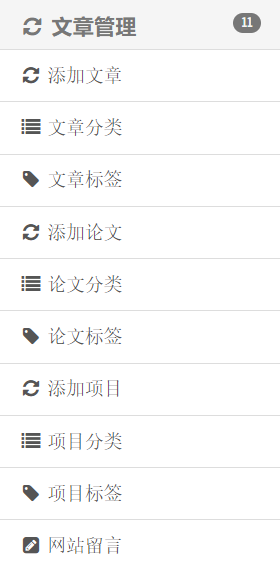 文章管理 11
添加文章
文章分类
文章标签
添加论文
论文分类
论文标签
添加项目
项目分类
项目标签
网站留言